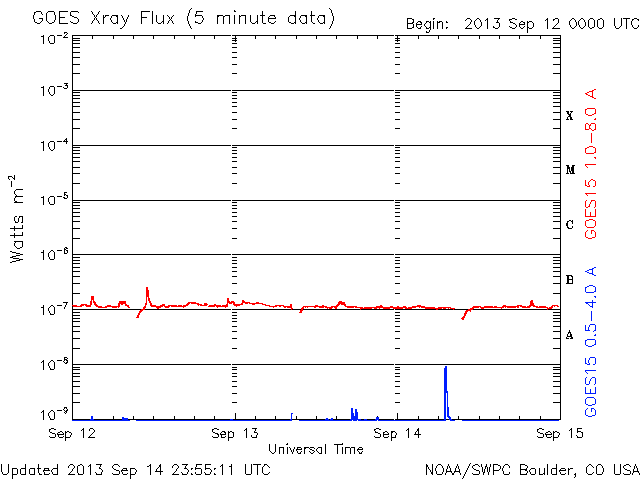 GOES Xray Flux (5 minute data)
Begin: 2013 Sep 12 0000 UTC
10⁻²
10⁻³
10⁻⁴
10⁻⁵
10⁻⁶
10⁻⁷
10⁻⁸
10⁻⁹
Watts m⁻²
X
M
C
B
A
GOES15 1.0-8.0 A
GOES15 0.5-4.0 A
Sep 12 Sep 13 Sep 14 Sep 15
Universal Time
Updated 2013 Sep 14 23:55:11 UTC
NOAA/SWPC Boulder, CO USA